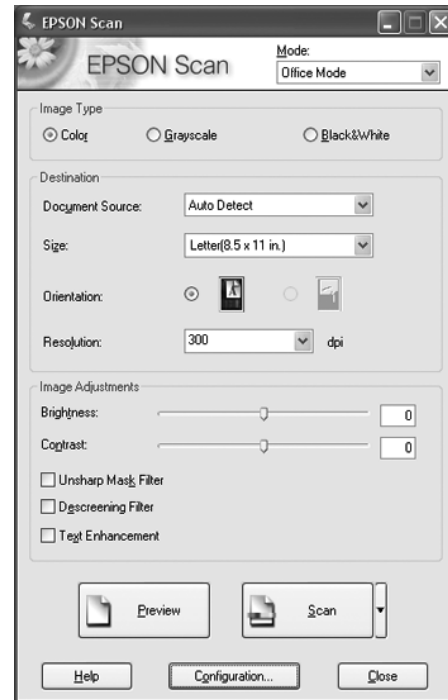 EPSON Scan
EPSON Scan
Mode:
Office Mode
Image Type
Color Grayscale Black&White
Destination
Document Source: Auto Detect
Size: Letter(8.5 x 11 in.)
Orientation:
Resolution: 300 dpi
Image Adjustments
Brightness: 0
Contrast: 0
Unsharp Mask Filter
Descreening Filter
Text Enhancement
Preview Scan
Help Configuration... Close